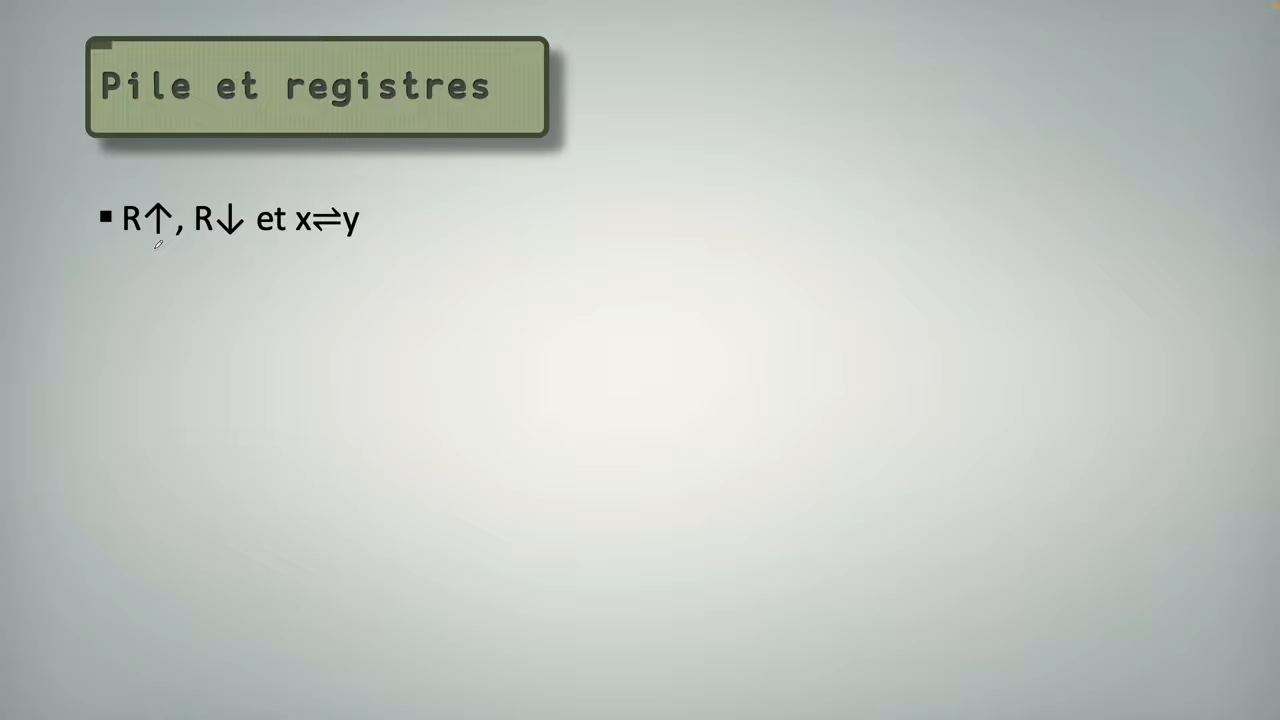 Pile et registres
▪ R↑, R↓ et x⇌y